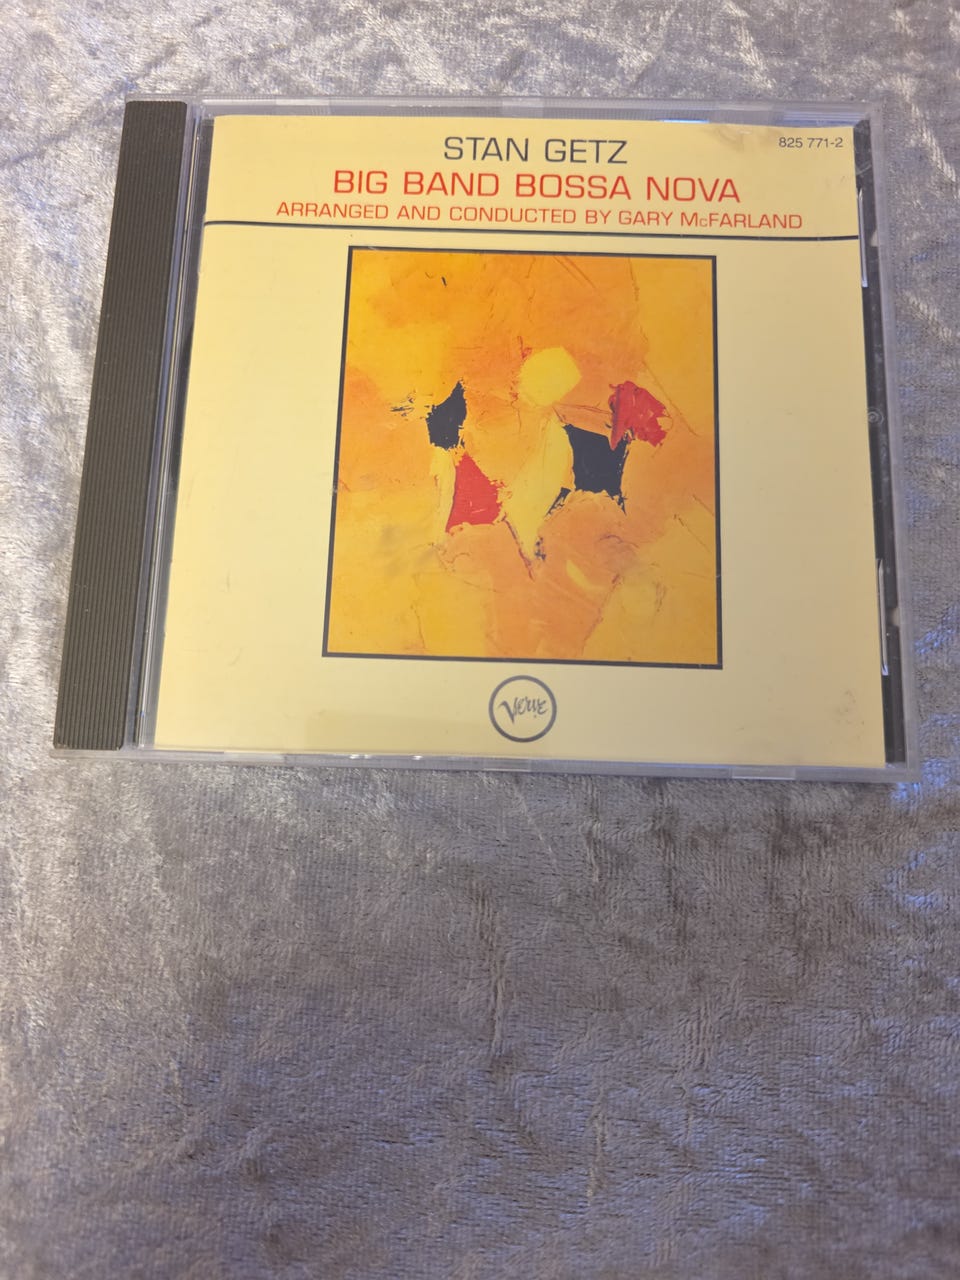 STAN GETZ
825 771-2
BIG BAND BOSSA NOVA
ARRANGED AND CONDUCTED BY GARY McFARLAND
Verve